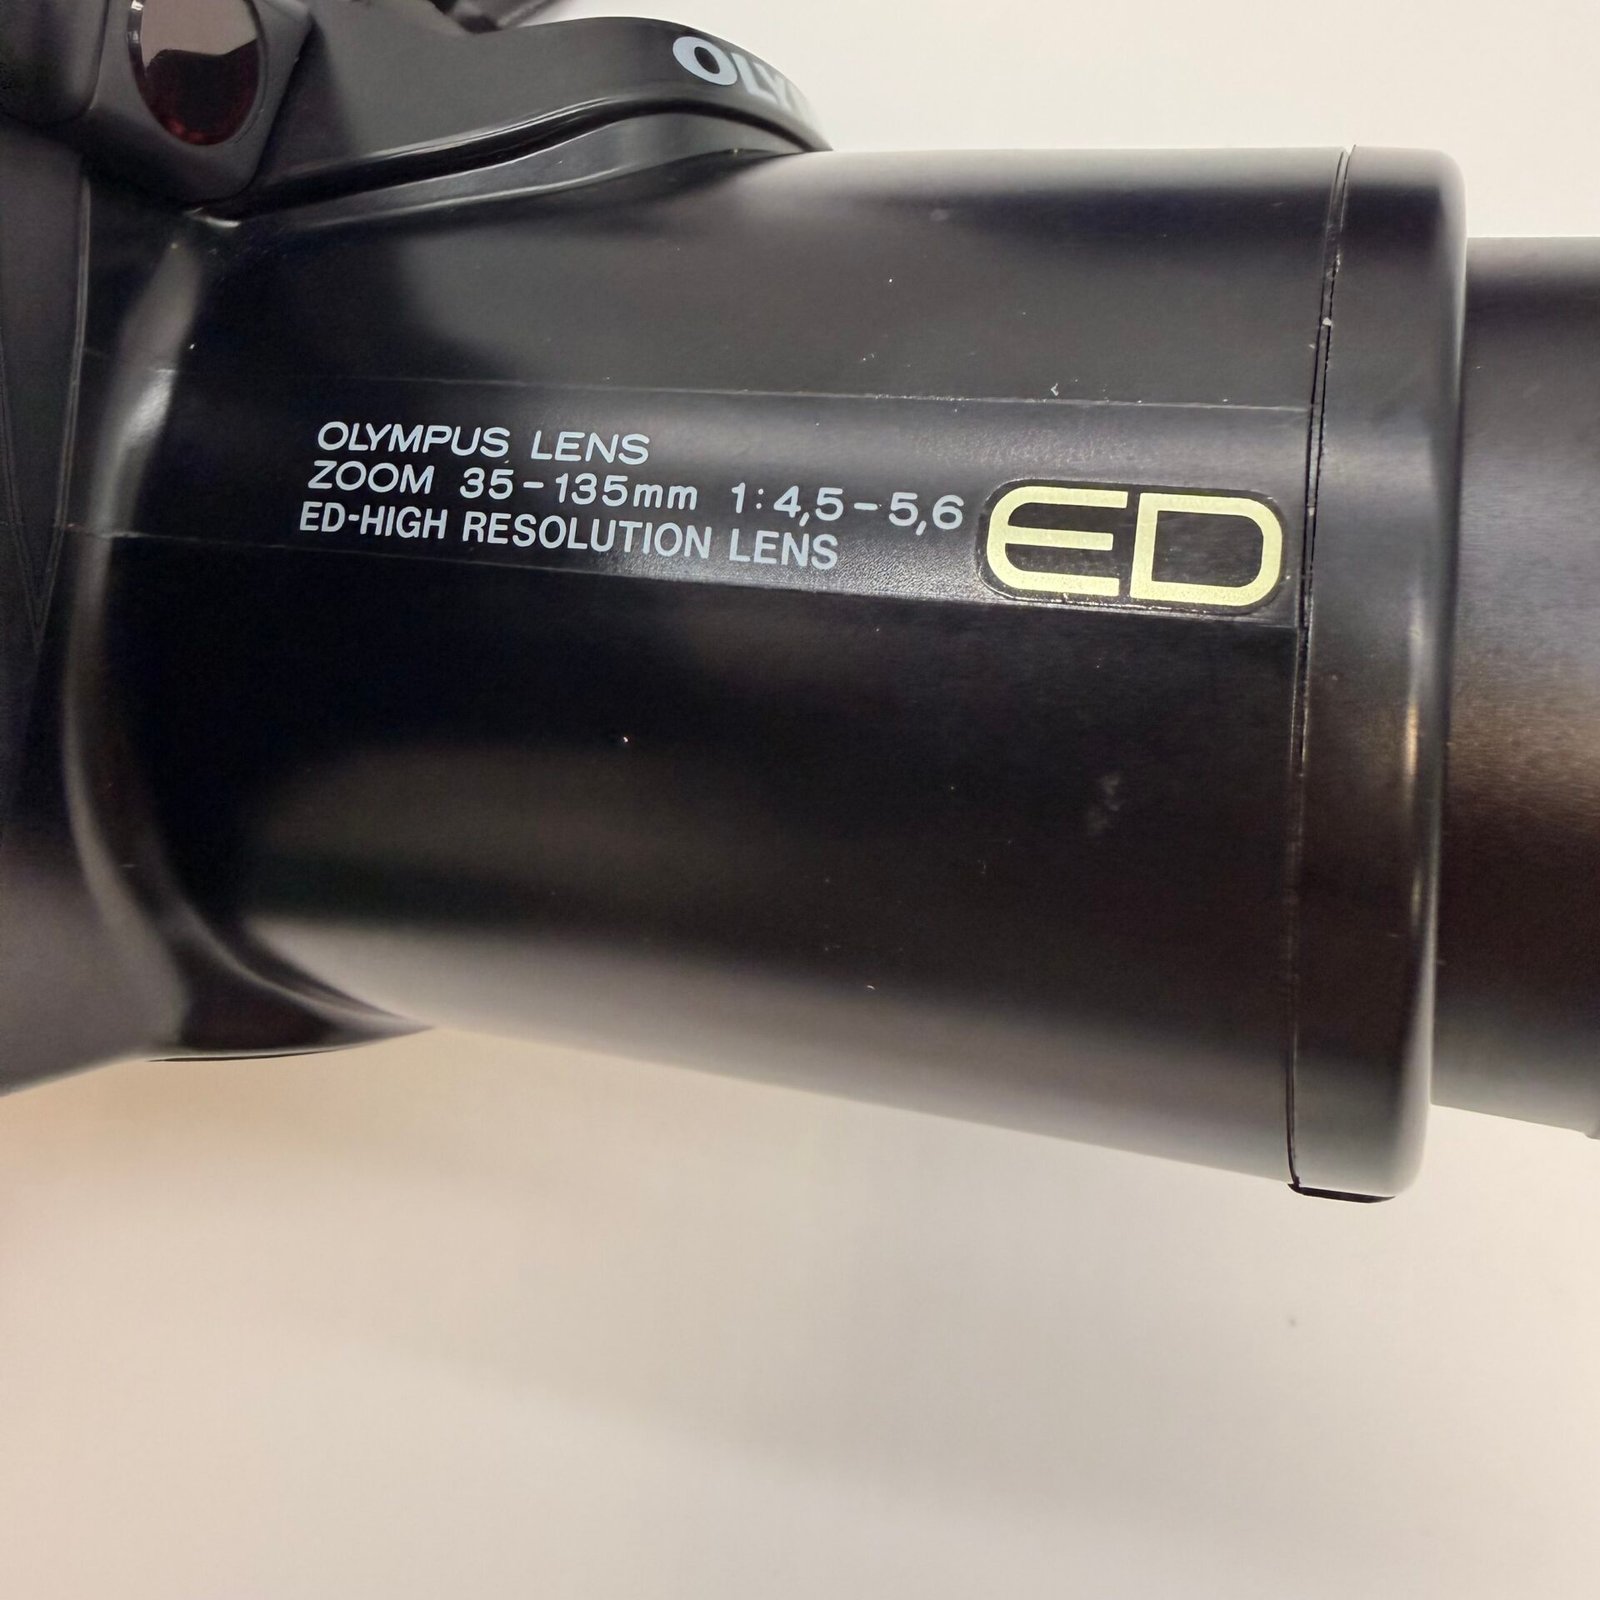 OLYMPUS LENS
ZOOM 35-135mm 1:4,5-5,6
ED-HIGH RESOLUTION LENS
ED